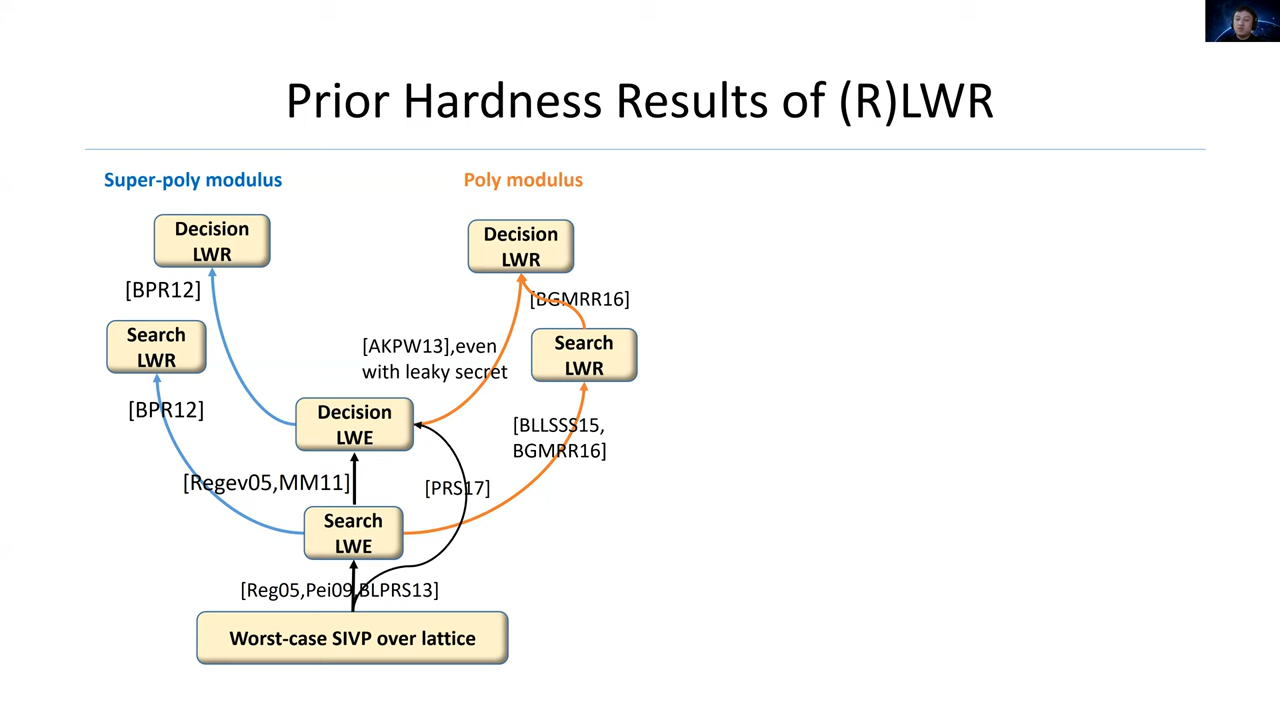 Prior Hardness Results of (R)LWR
Super-poly modulus
Poly modulus
Decision
LWR
Decision
LWR
[BPR12]
[BGMRR16]
Search
LWR
[AKPW13],even
with leaky secret
Search
LWR
[BPR12]
Decision
LWE
[BLLSSS15,
BGMRR16]
[Regev05,MM11]
[PRS17]
Search
LWE
[Reg05,Pei09,BLPRS13]
Worst-case SIVP over lattice